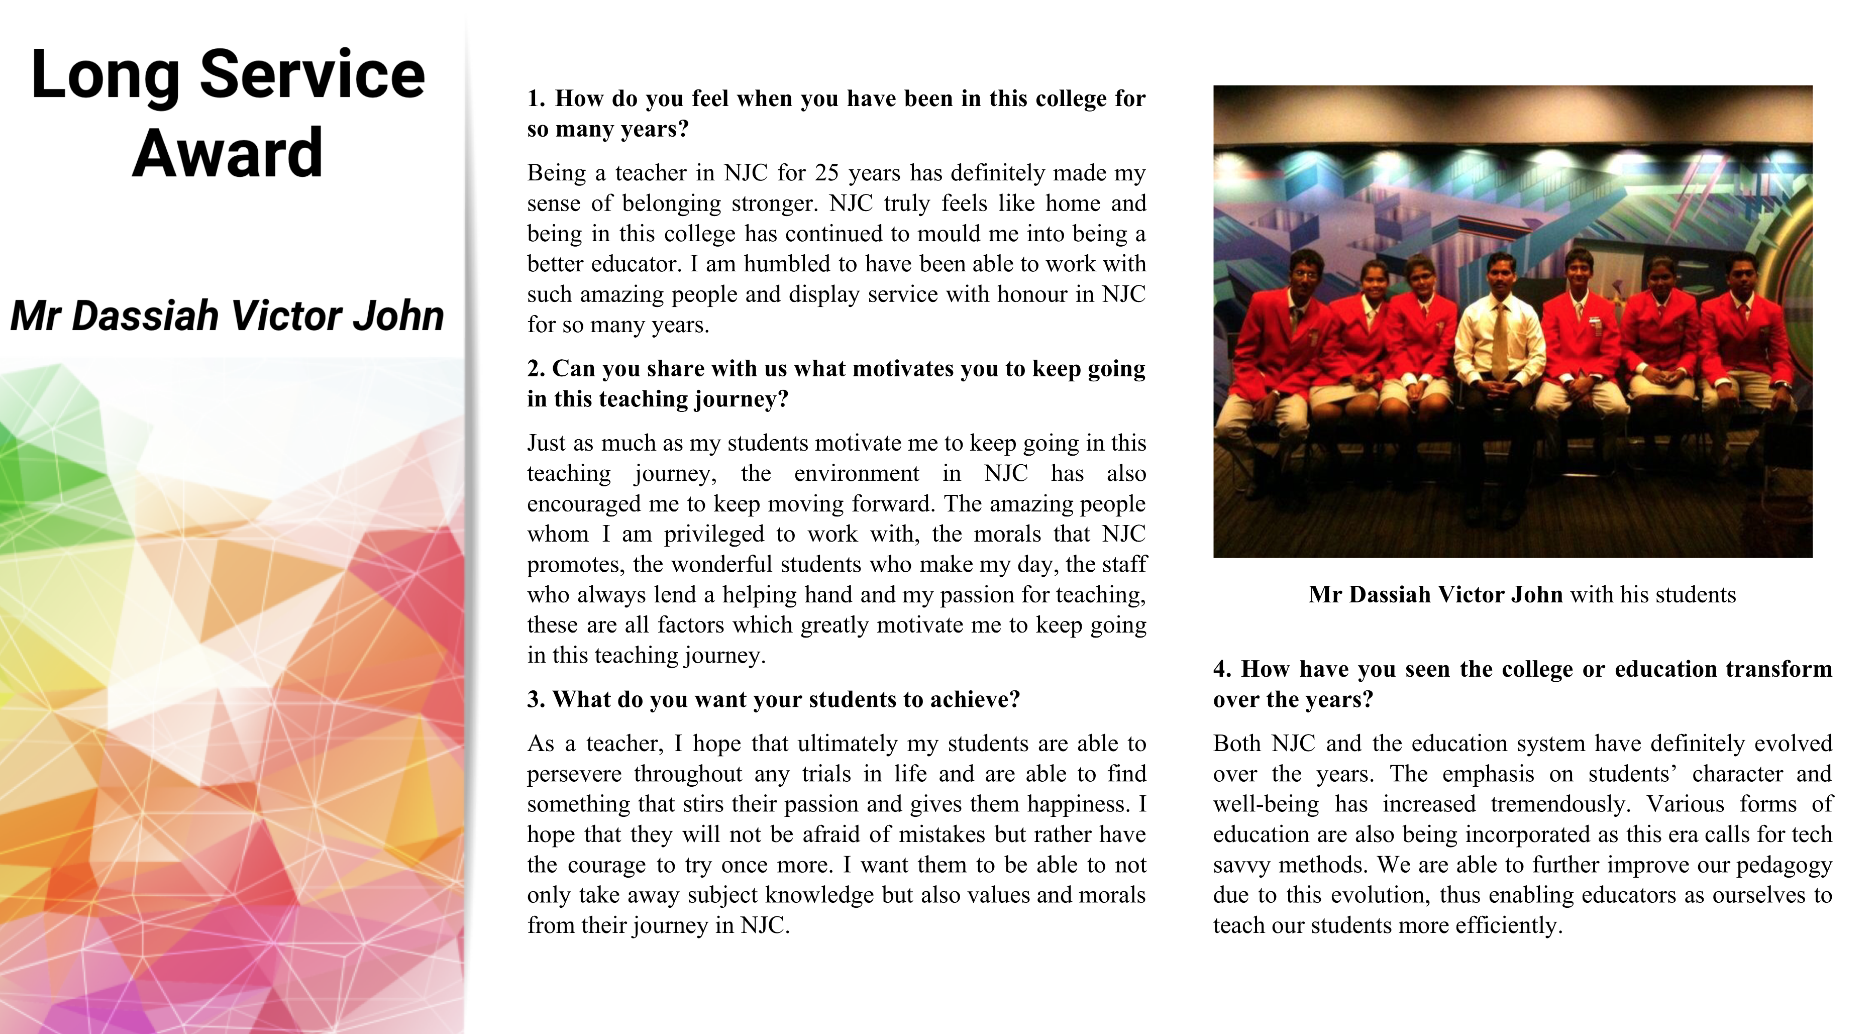 Long Service
Award
Mr Dassiah Victor John
1. How do you feel when you have been in this college for
so many years?
Being a teacher in NJC for 25 years has definitely made my
sense of belonging stronger. NJC truly feels like home and
being in this college has continued to mould me into being a
better educator. I am humbled to have been able to work with
such amazing people and display service with honour in NJC
for so many years.
2. Can you share with us what motivates you to keep going
in this teaching journey?
Just as much as my students motivate me to keep going in this
teaching journey, the environment in NJC has also
encouraged me to keep moving forward. The amazing people
whom I am privileged to work with, the morals that NJC
promotes, the wonderful students who make my day, the staff
who always lend a helping hand and my passion for teaching,
these are all factors which greatly motivate me to keep going
in this teaching journey.
3. What do you want your students to achieve?
As a teacher, I hope that ultimately my students are able to
persevere throughout any trials in life and are able to find
something that stirs their passion and gives them happiness. I
hope that they will not be afraid of mistakes but rather have
the courage to try once more. I want them to be able to not
only take away subject knowledge but also values and morals
from their journey in NJC.
Mr Dassiah Victor John with his students
4. How have you seen the college or education transform
over the years?
Both NJC and the education system have definitely evolved
over the years. The emphasis on students’ character and
well-being has increased tremendously. Various forms of
education are also being incorporated as this era calls for tech
savvy methods. We are able to further improve our pedagogy
due to this evolution, thus enabling educators as ourselves to
teach our students more efficiently.